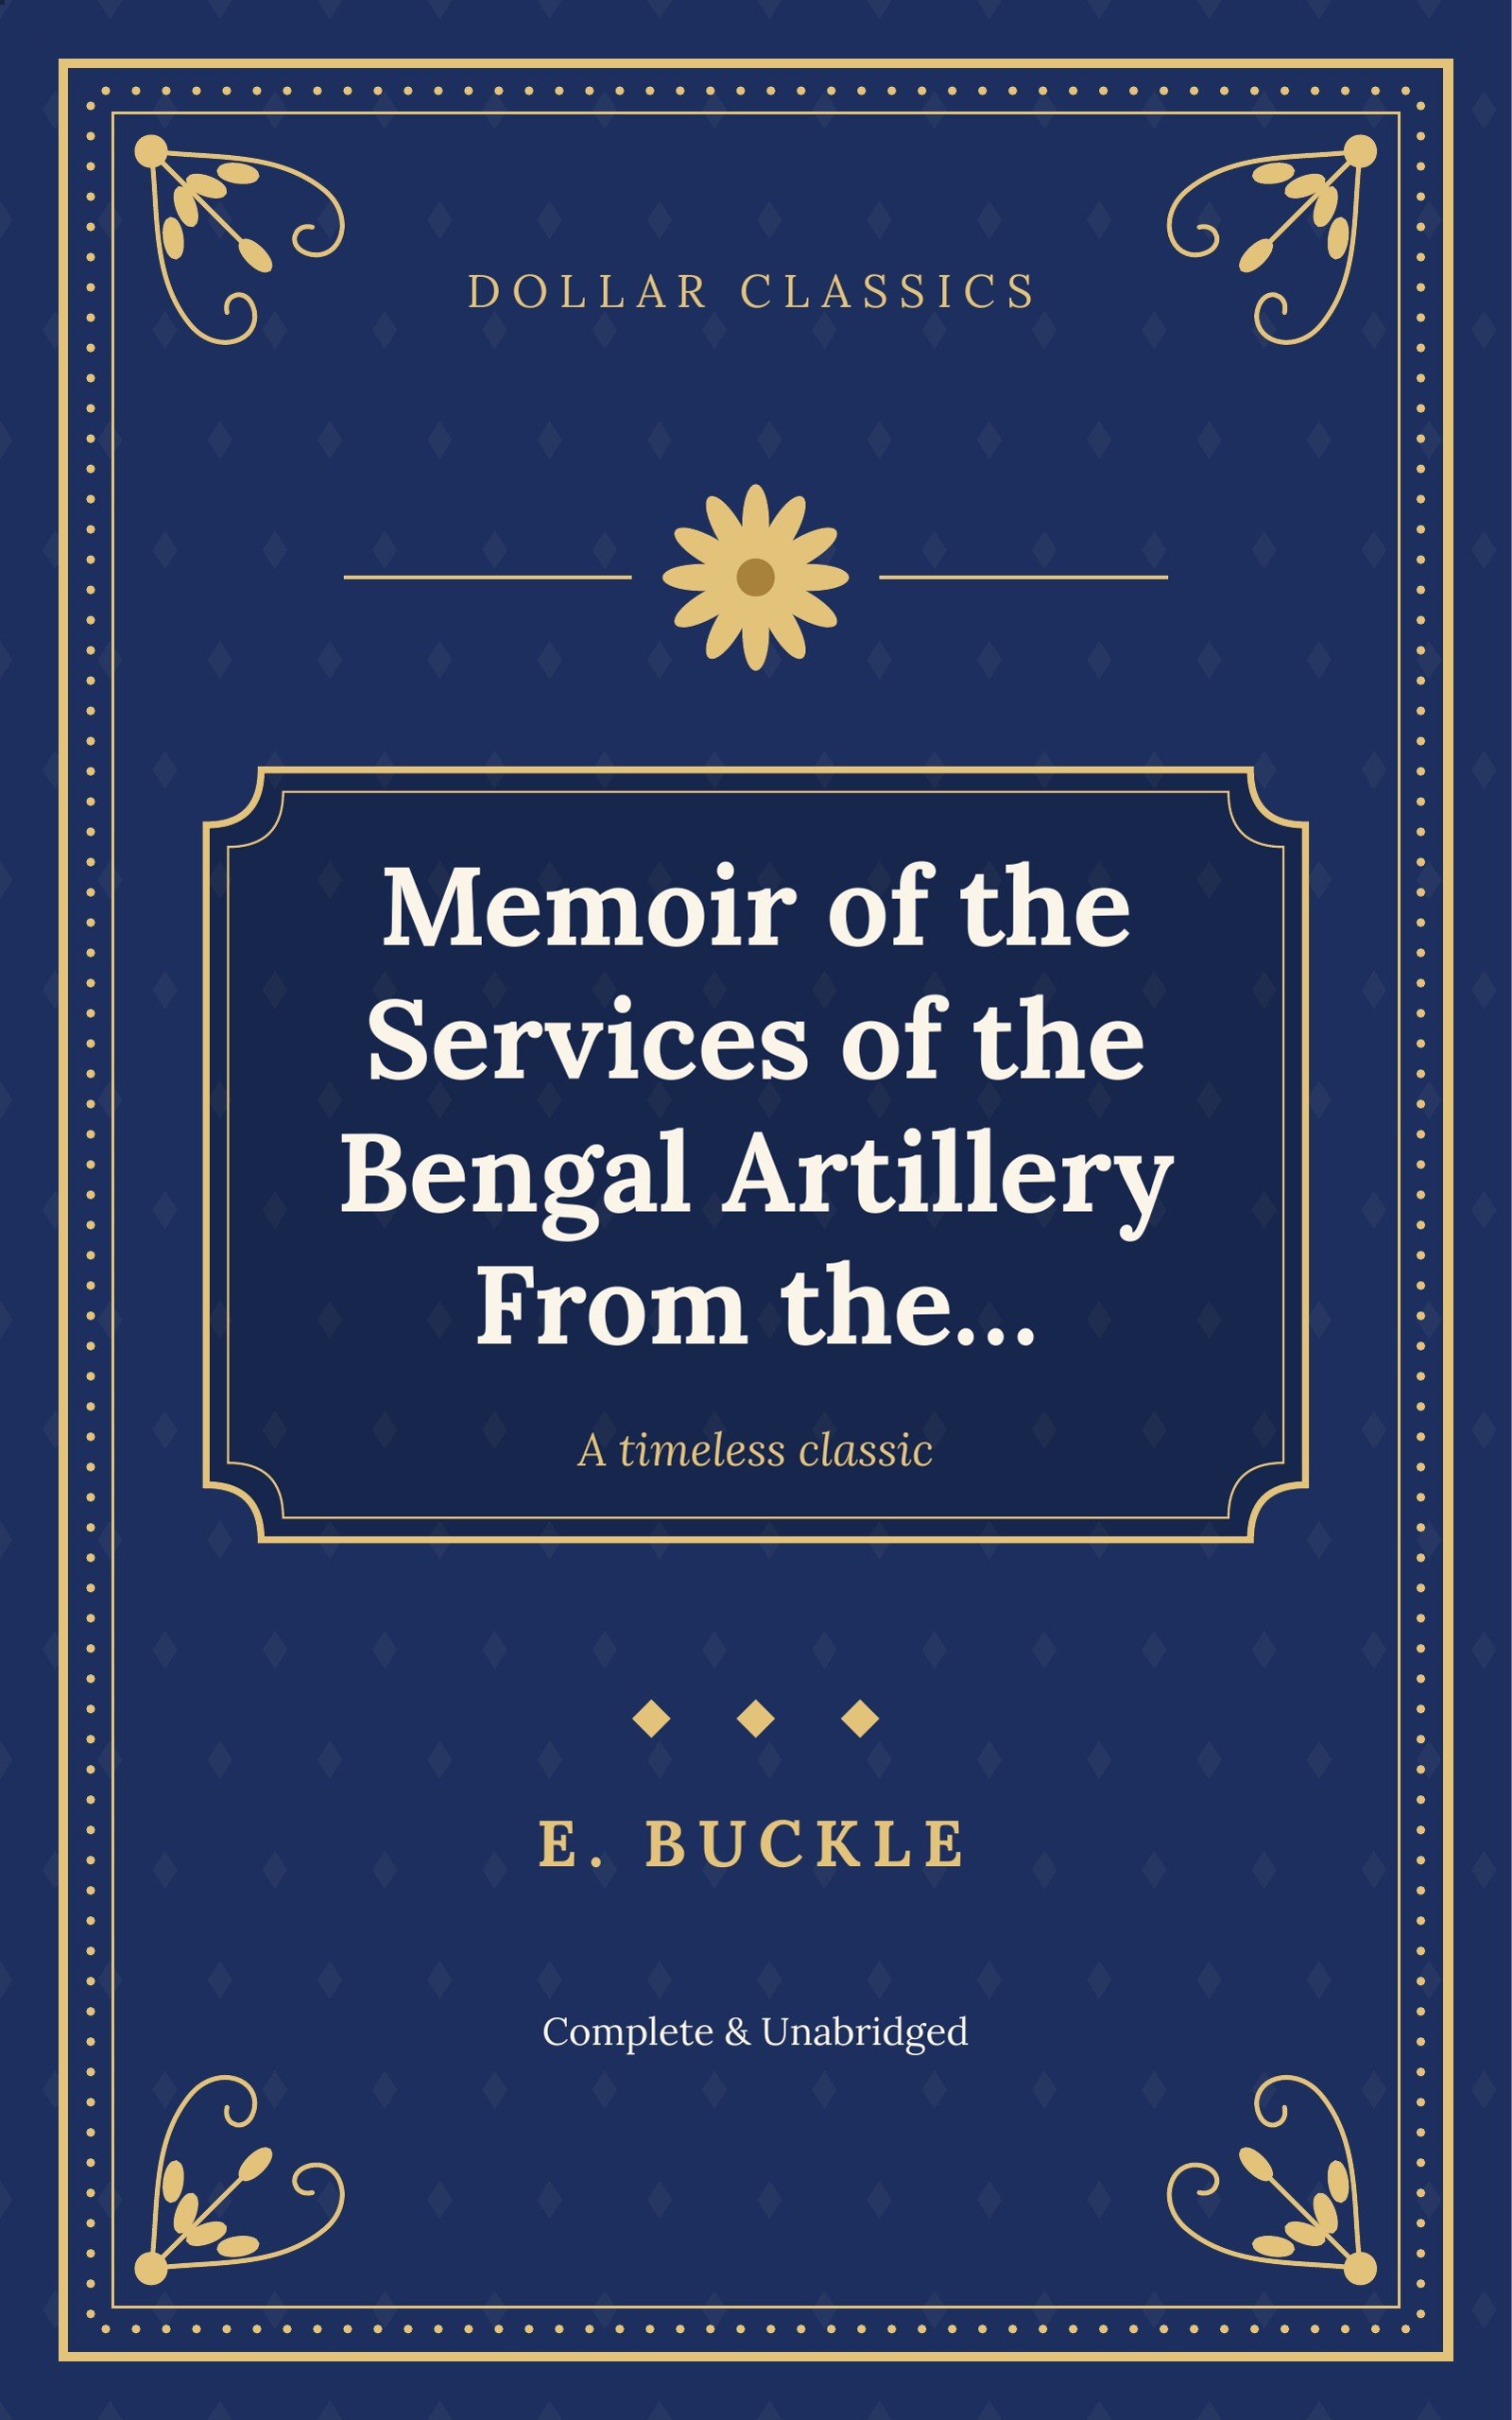 DOLLAR CLASSICS
Memoir of the
Services of the
Bengal Artillery
From the...
A timeless classic
E. BUCKLE
Complete & Unabridged